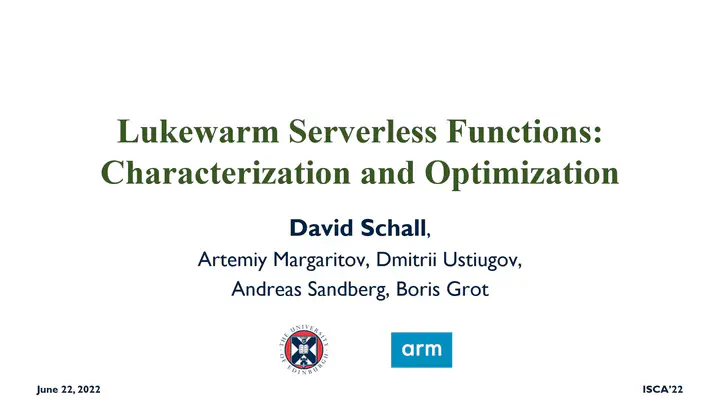 Lukewarm Serverless Functions:
Characterization and Optimization
David Schall,
Artemiy Margaritov, Dmitrii Ustiugov,
Andreas Sandberg, Boris Grot
THE UNIVERSITY OF EDINBURGH
arm
June 22, 2022
ISCA'22